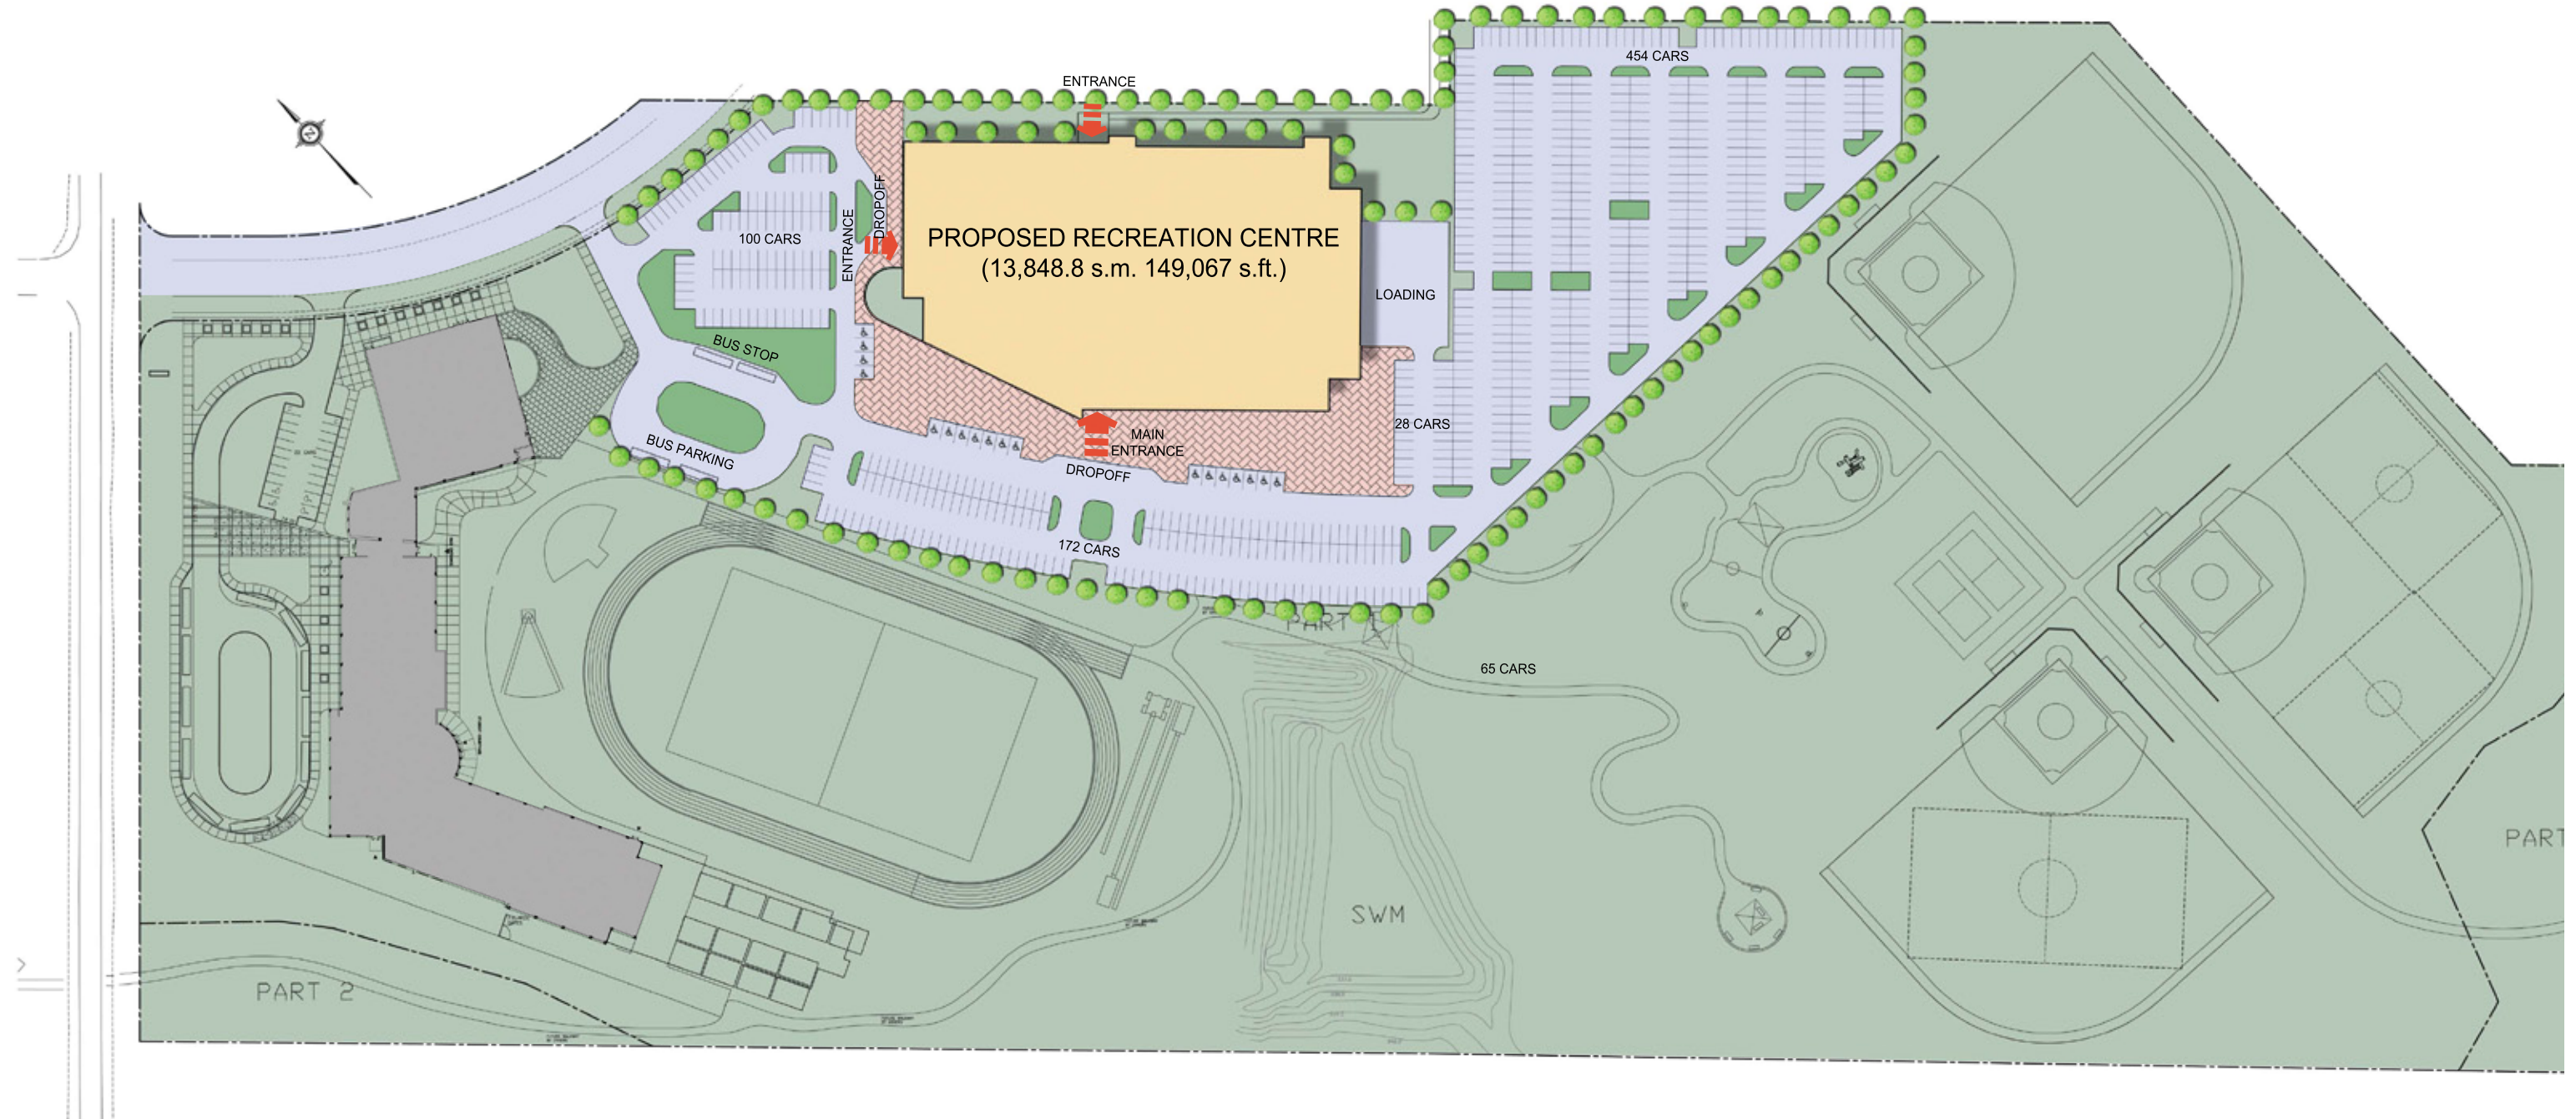 454 CARS
ENTRANCE
DROPOFF
ENTRANCE
100 CARS
PROPOSED RECREATION CENTRE
(13,848.8 s.m. 149,067 s.ft.)
LOADING
BUS STOP
BUS PARKING
28 CARS
MAIN
ENTRANCE
DROPOFF
172 CARS
PART 1
65 CARS
PART
SWM
PART 2